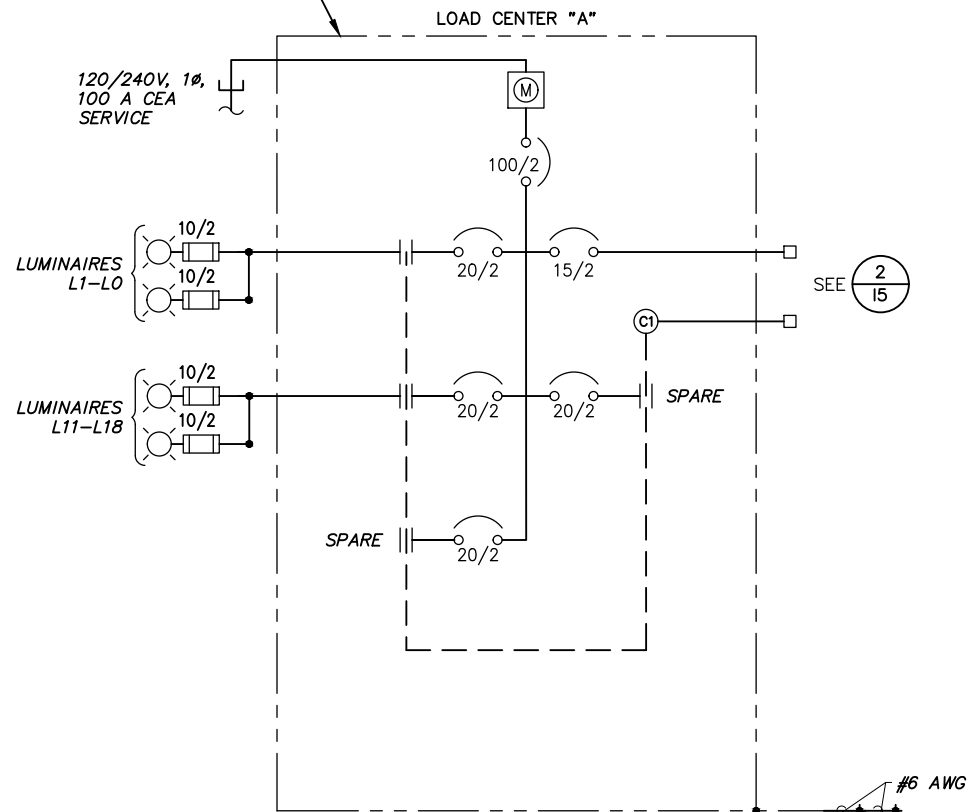 LOAD CENTER "A"
120/240V, 1ø,
100 A CEA
SERVICE
M
100/2
10/2
LUMINAIRES
L1-L0
10/2
20/2
15/2
SEE
2
15
C1
10/2
LUMINAIRES
L11-L18
10/2
20/2
20/2
SPARE
SPARE
20/2
#6 AWG